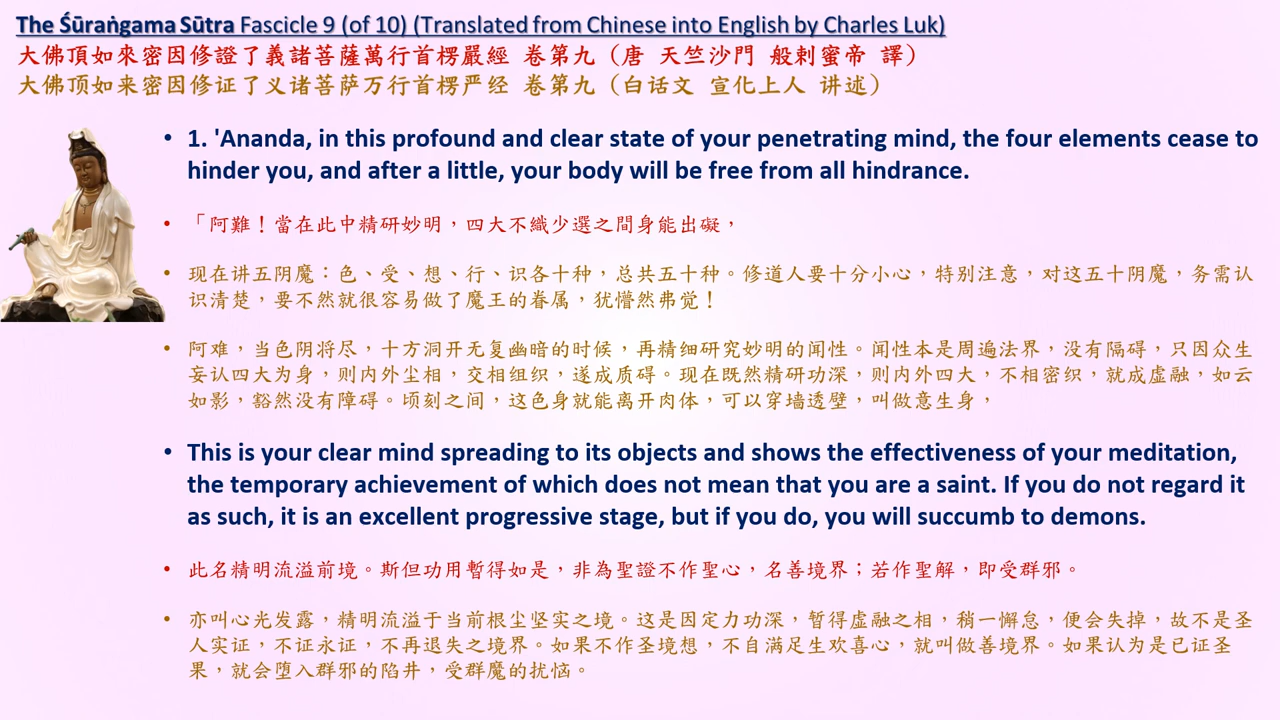 The Śūraṅgama Sūtra Fascicle 9 (of 10) (Translated from Chinese into English by Charles Luk)
大佛頂如來密因修證了義諸菩薩萬行首楞嚴經 卷第九（唐 天竺沙門 般剌蜜帝 譯）
大佛顶如来密因修证了义诸菩萨万行首楞严经 卷第九（白话文 宣化上人 讲述）
• 1. 'Ananda, in this profound and clear state of your penetrating mind, the four elements cease to
hinder you, and after a little, your body will be free from all hindrance.
• 「阿難！當在此中精研妙明，四大不織少選之間身能出礙，
• 现在讲五阴魔：色、受、想、行、识各十种，总共五十种。修道人要十分小心，特别注意，对这五十阴魔，务需认
识清楚，要不然就很容易做了魔王的眷属，犹懵然弗觉！
• 阿难，当色阴将尽，十方洞开无复幽暗的时候，再精细研究妙明的闻性。闻性本是周遍法界，没有隔碍，只因众生
妄认四大为身，则内外尘相，交相组织，遂成质碍。现在既然精研功深，则内外四大，不相密织，就成虚融，如云
如影，豁然没有障碍。顷刻之间，这色身就能离开肉体，可以穿墙透壁，叫做意生身，
• This is your clear mind spreading to its objects and shows the effectiveness of your meditation,
the temporary achievement of which does not mean that you are a saint. If you do not regard it
as such, it is an excellent progressive stage, but if you do, you will succumb to demons.
• 此名精明流溢前境。斯但功用暫得如是，非為聖證不作聖心，名善境界；若作聖解，即受群邪。
• 亦叫心光发露，精明流溢于当前根尘坚实之境。这是因定力功深，暂得虚融之相，稍一懈怠，便会失掉，故不是圣
人实证，不证永证，不再退失之境界。如果不作圣境想，不自满足生欢喜心，就叫做善境界。如果认为是已证圣
果，就会堕入群邪的陷井，受群魔的扰恼。